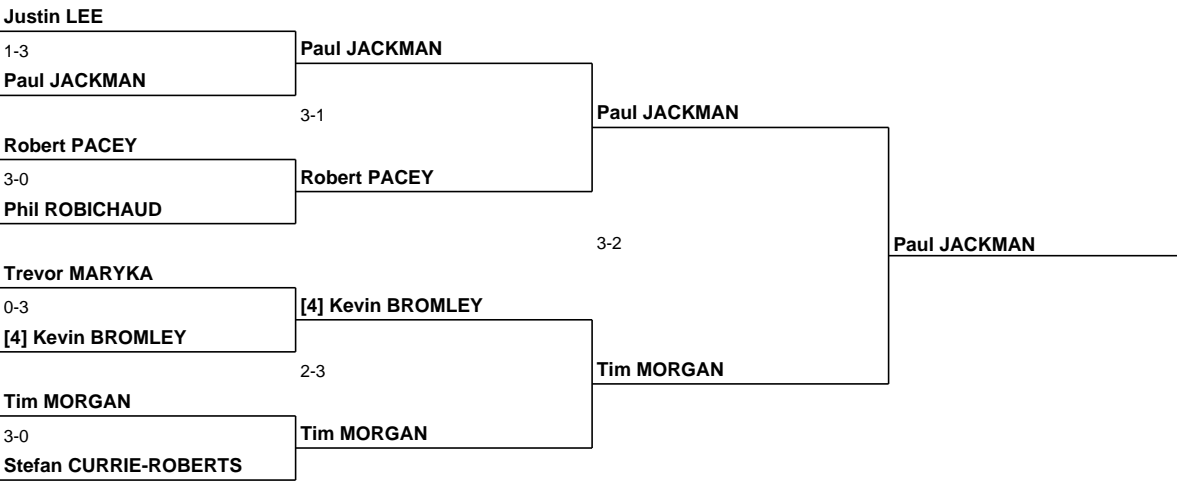 Justin LEE
1-3
Paul JACKMAN
Paul JACKMAN
3-1
Paul JACKMAN
Robert PACEY
3-0
Robert PACEY
Phil ROBICHAUD
3-2
Paul JACKMAN
Trevor MARYKA
0-3
[4] Kevin BROMLEY
[4] Kevin BROMLEY
2-3
Tim MORGAN
Tim MORGAN
3-0
Tim MORGAN
Stefan CURRIE-ROBERTS